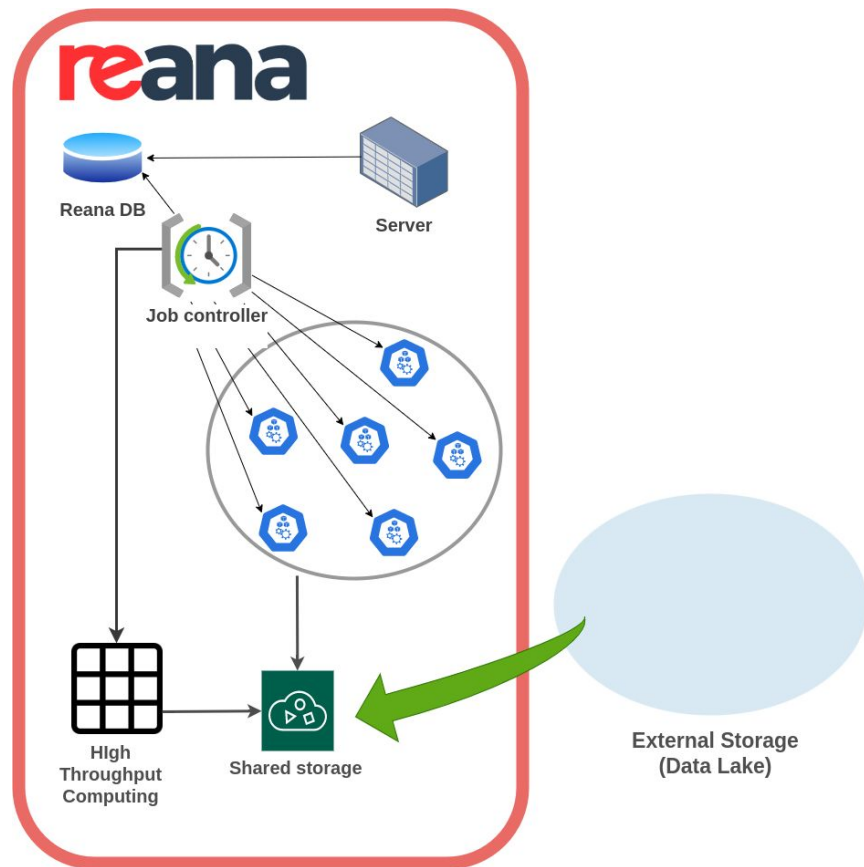 reana
Reana DB
Server
Job controller
HIgh
Throughput
Computing
Shared storage
External Storage
(Data Lake)